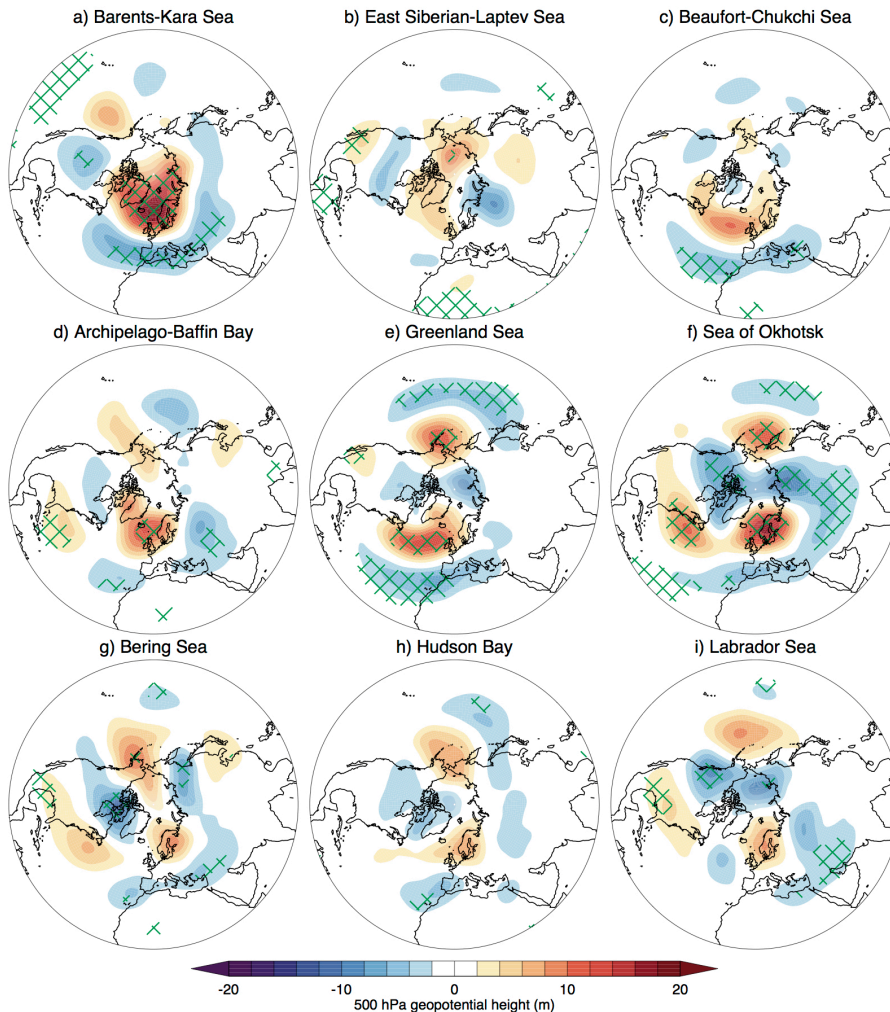 a) Barents-Kara Sea
b) East Siberian-Laptev Sea
c) Beaufort-Chukchi Sea
d) Archipelago-Baffin Bay
e) Greenland Sea
f) Sea of Okhotsk
g) Bering Sea
h) Hudson Bay
i) Labrador Sea
-20 -10 0 10 20
500 hPa geopotential height (m)